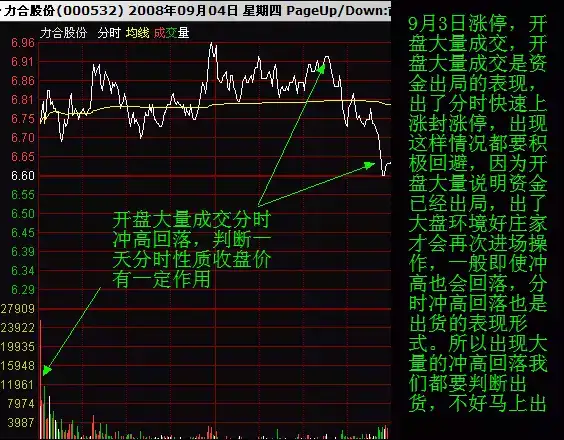 力合股份(000532) 2008年09月04日 星期四 PageUp/Down:
力合股份 分时 均线 成交量
6.96
6.91
6.86
6.81
6.75
6.70
6.65
6.60
6.55
6.50
6.45
6.39
6.34
6.29
27909
23922
19935
15948
11961
7974
3987
开盘大量成交分时
冲高回落，判断一
天分时性质收盘价
有一定作用
9月3日涨停，开
盘大量成交，开
盘大量成交是资
金出局的表现，
出了分时快速上
涨封涨停，出现
这样情况都要积
极回避，因为开
盘大量说明资金
已经出局，出了
大盘环境好庄家
才会再次进场操
作，一般即使冲
高也会回落，分
时冲高回落也是
出货的表现形
式。所以出现大
量的冲高回落我
们都要判断出
货，不好马上出